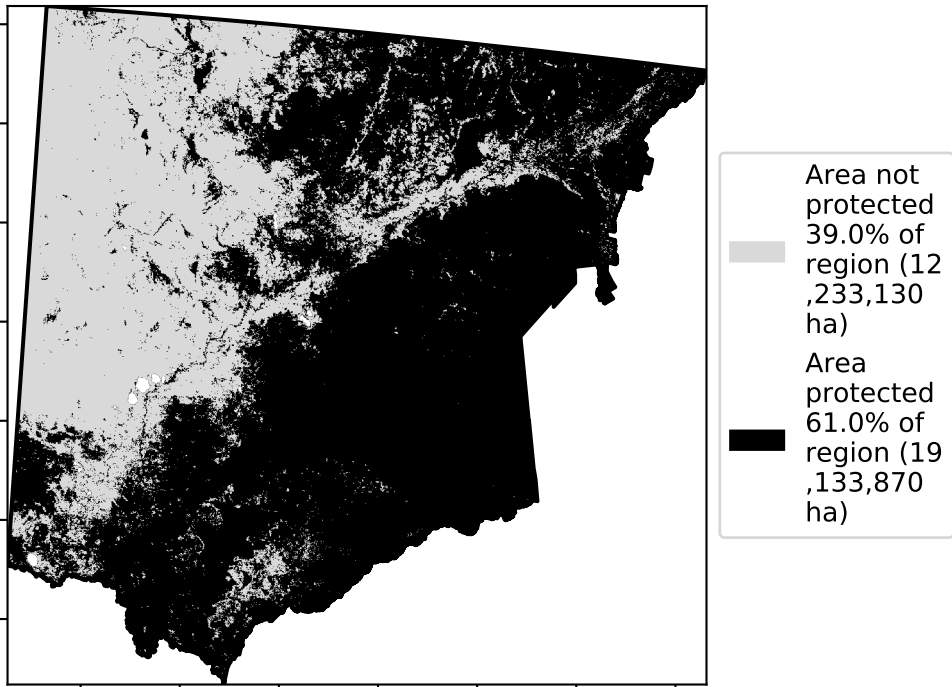 Area not
protected
39.0% of
region (12
,233,130
ha)
Area
protected
61.0% of
region (19
,133,870
ha)